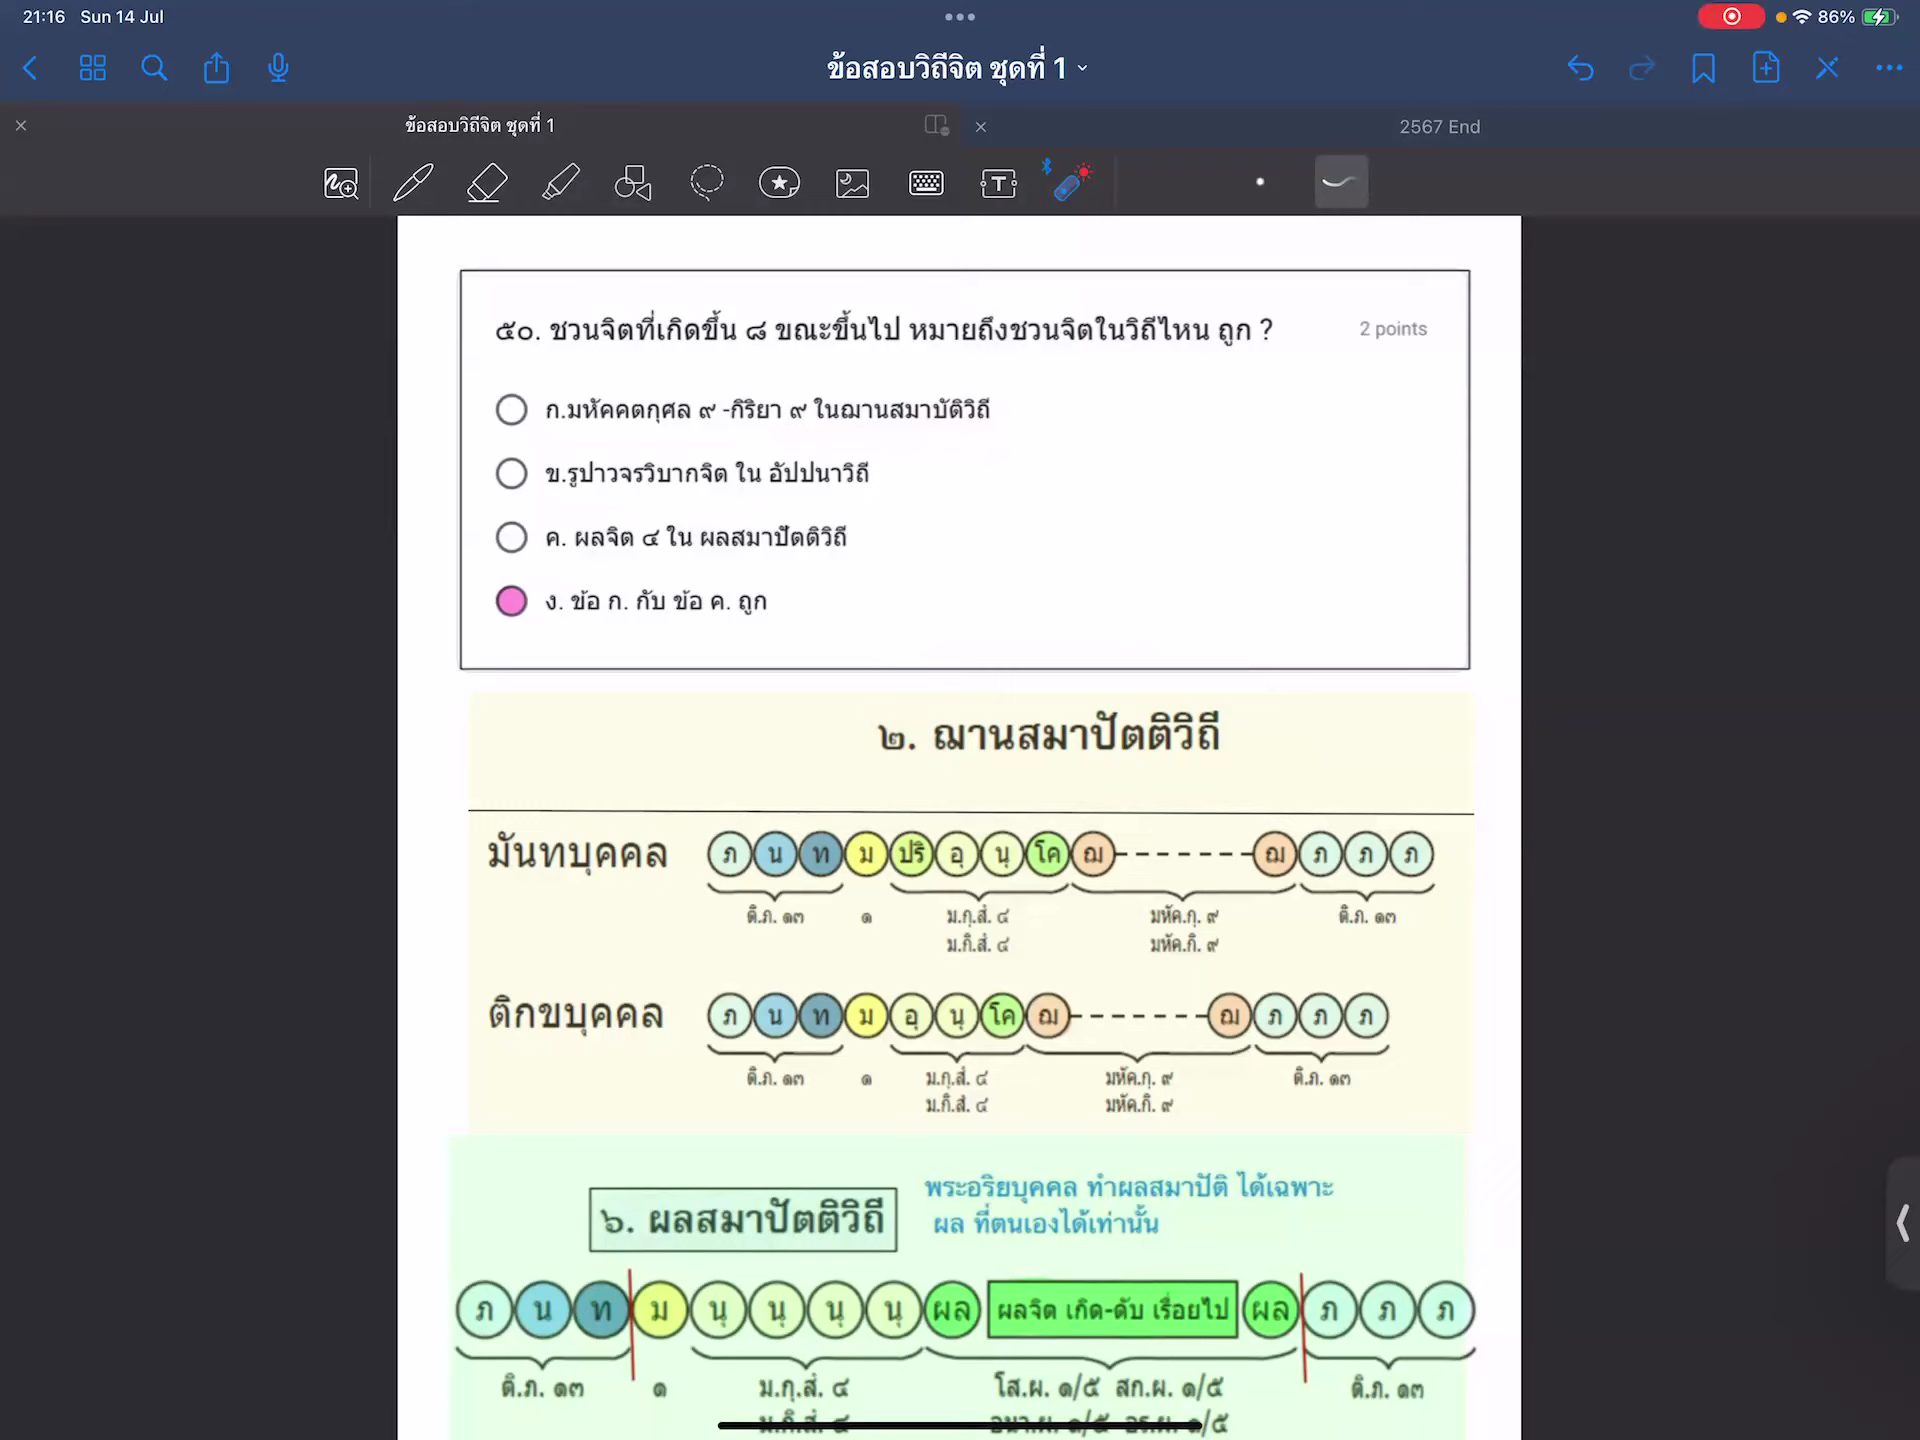 21:16 Sun 14 Jul
86%
ข้อสอบวิถีจิต ชุดที่ 1
ข้อสอบวิถีจิต ชุดที่ 1
2567 End
๕๐. ชวนจิตที่เกิดขึ้น ๘ ขณะขึ้นไป หมายถึงชวนจิตในวิถีไหน ถูก ?
2 points
ก.มหัคคตกุศล ๙ -กิริยา ๙ ในฌานสมาบัติวิถี
ข.รูปาวจรวิบากจิต ใน อัปปนาวิถี
ค. ผลจิต ๔ ใน ผลสมาปัตติวิถี
ง. ข้อ ก. กับ ข้อ ค. ถูก
๒. ฌานสมาปัตติวิถี
มันทบุคคล ภ น ท ม ปริ อุ นุ โค ฌ ฌ ภ ภ ภ
ติ.ภ. ๑๓ ๑ ม.กุ.สํ. ๔ มหัค.กุ. ๙ ติ.ภ. ๑๓
ม.กิ.สํ. ๔ มหัค.กิ. ๙
ติกขบุคคล ภ น ท ม อุ นุ โค ฌ ฌ ภ ภ ภ
ติ.ภ. ๑๓ ๑ ม.กุ.สํ. ๔ มหัค.กุ. ๙ ติ.ภ. ๑๓
ม.กิ.สํ. ๔ มหัค.กิ. ๙
พระอริยบุคคล ทำผลสมาปัติ ได้เฉพาะ
ผล ที่ตนเองได้เท่านั้น
๖. ผลสมาปัตติวิถี
ภ น ท ม นุ นุ นุ นุ ผล ผลจิต เกิด-ดับ เรื่อยไป ผล ภ ภ ภ
ติ.ภ. ๑๓ ๑ ม.กุ.สํ. ๔ โส.ผ. ๑/๕ สก.ผ. ๑/๕ ติ.ภ. ๑๓
ม.กิ.สํ. ๔ อนา.ผ. ๑/๕ อร.ผ. ๑/๕